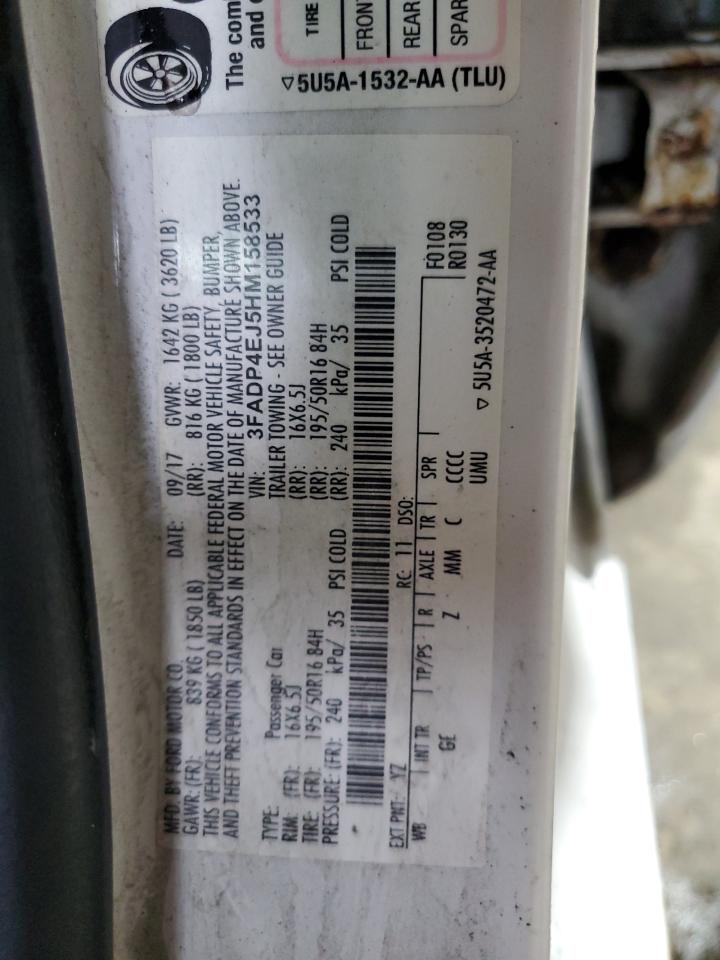 The com
and o
TIRE
FRONT
REAR
SPAR
▽5U5A-1532-AA (TLU)
MFD. BY FORD MOTOR CO.
DATE: 09/17 GVWR: 1642 KG ( 3620 LB)
GAWR: (FR): 839 KG (1850 LB) (RR): 816 KG (1800 LB)
THIS VEHICLE CONFORMS TO ALL APPLICABLE FEDERAL MOTOR VEHICLE SAFETY, BUMPER,
AND THEFT PREVENTION STANDARDS IN EFFECT ON THE DATE OF MANUFACTURE SHOWN ABOVE.
VIN: 3FADP4EJ5HM158533
TYPE: Passenger Car TRAILER TOWING - SEE OWNER GUIDE
RIM: (FR): 16X6.5J (RR): 16X6.5J
TIRE: (FR): 195/50R16 84H (RR): 195/50R16 84H
PRESSURE: (FR): 240 kPa/ 35 PSI COLD (RR): 240 kPa/ 35 PSI COLD
EXT PNT: YZ RC: 11 DSO: F0108
R0130
WB INT TR TP/PS R AXLE TR SPR
GE Z MM C CCCC
UMU
▽ 5U5A-3520472-AA